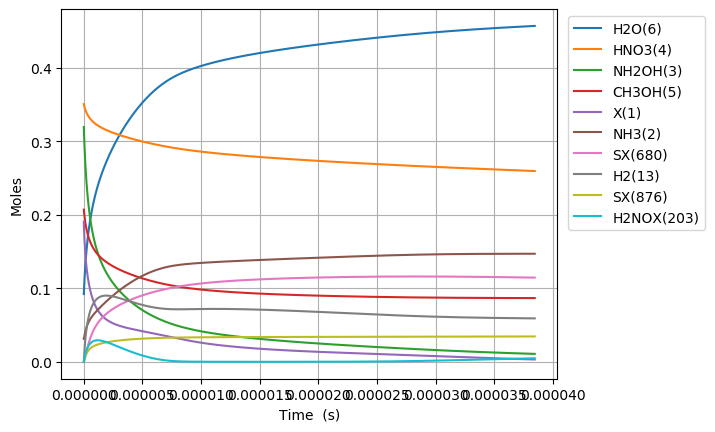 H2O(6)
HNO3(4)
NH2OH(3)
CH3OH(5)
X(1)
NH3(2)
SX(680)
H2(13)
SX(876)
H2NOX(203)
0.4
0.3
0.2
0.1
0.0
Moles
0.000000 0.000005 0.000010 0.000015 0.000020 0.000025 0.000030 0.000035 0.000040
Time (s)